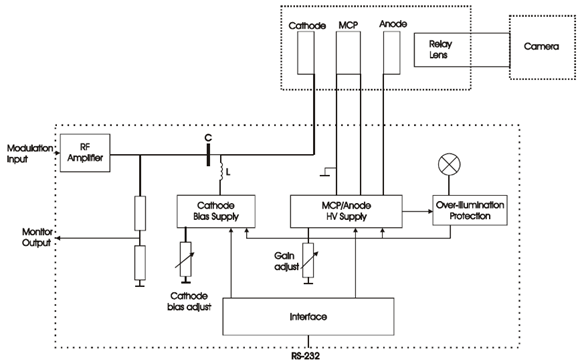 Cathode
MCP
Anode
Relay
Lens
Camera
Modulation
Input
RF
Amplifier
C
L
Cathode
Bias Supply
MCP/Anode
HV Supply
Over-Illumination
Protection
Monitor
Output
Gain
adjust
Cathode
bias adjust
Interface
RS-232